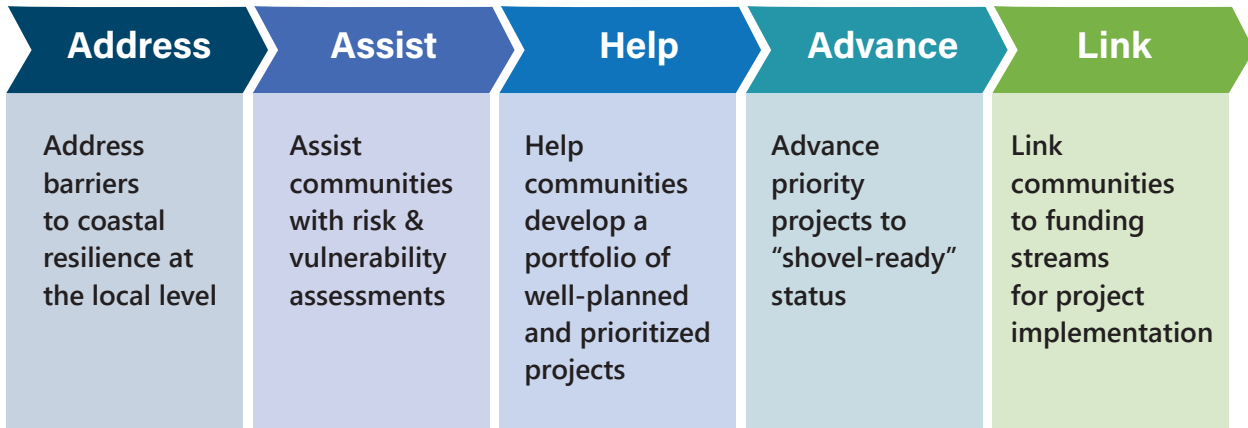 Address
Assist
Help
Advance
Link
Address
barriers
to coastal
resilience at
the local level
Assist
communities
with risk &
vulnerability
assessments
Help
communities
develop a
portfolio of
well-planned
and prioritized
projects
Advance
priority
projects to
“shovel-ready”
status
Link
communities
to funding
streams
for project
implementation